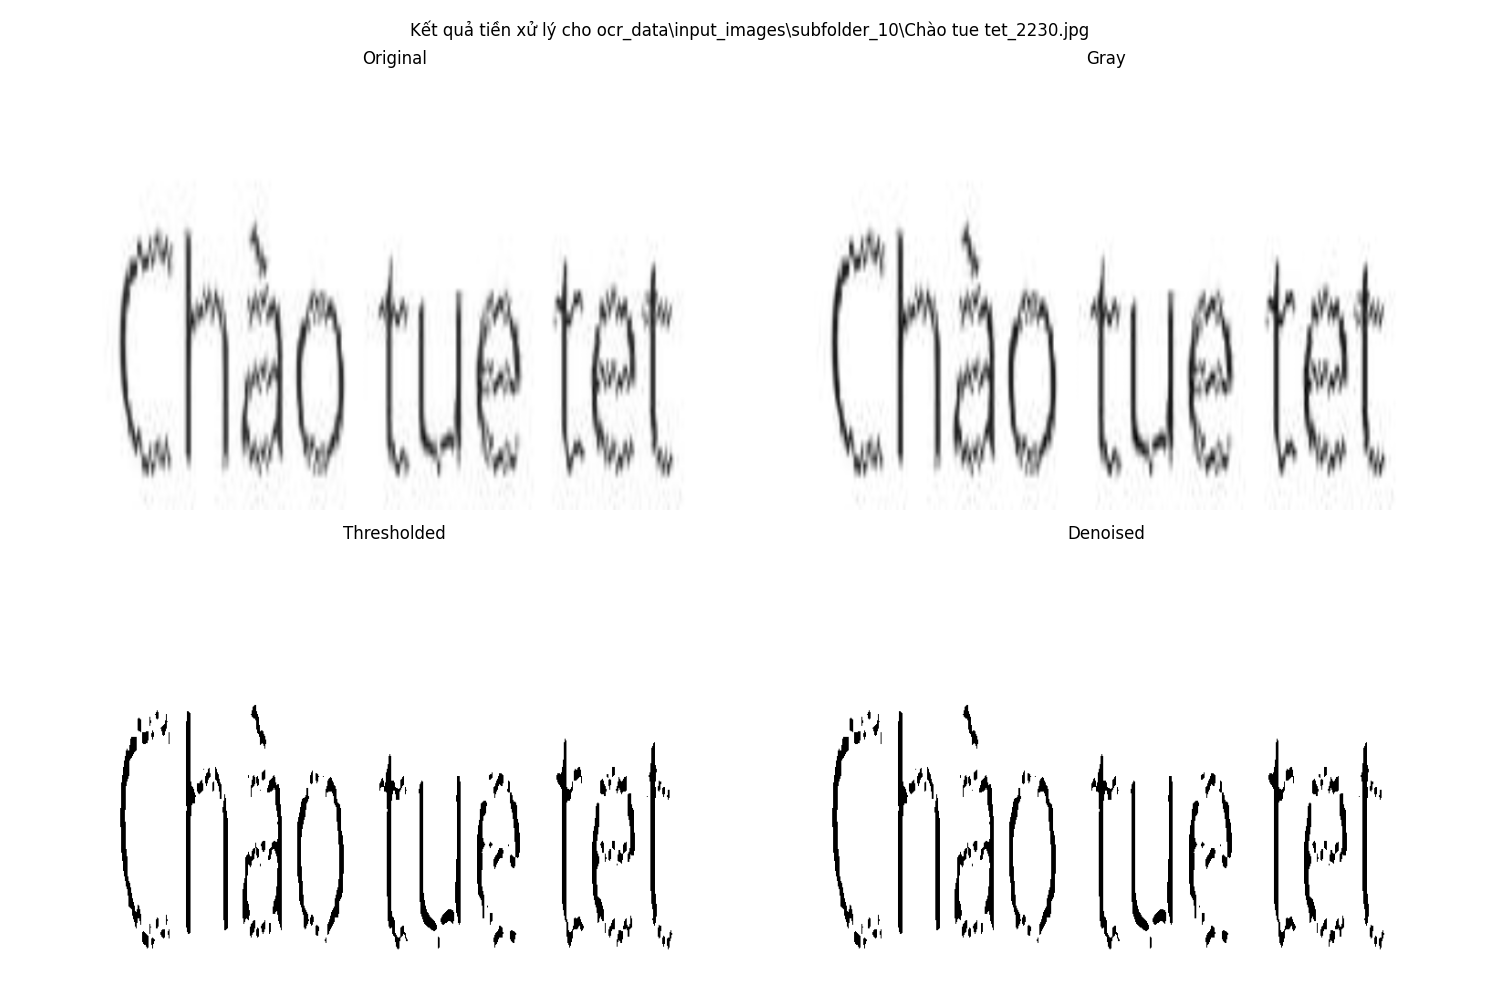 Kết quả tiền xử lý cho ocr_data\input_images\subfolder_10\Chào tue tet_2230.jpg
Original
Gray
Chào tue tet
Chào tue tet
Thresholded
Denoised
Chào tue tet
Chào tue tet